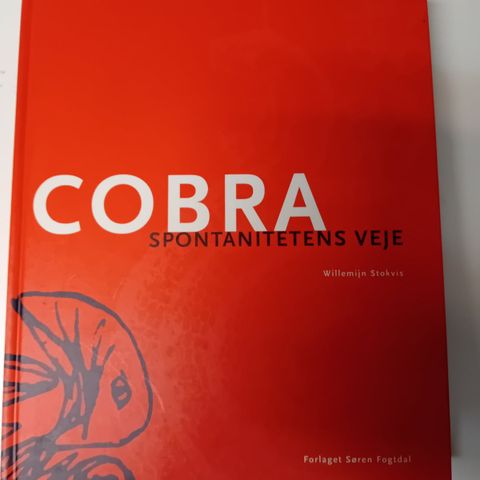 COBRA
SPONTANITETENS VEJE
Willemijn Stokvis
Forlaget Søren Fogtdal